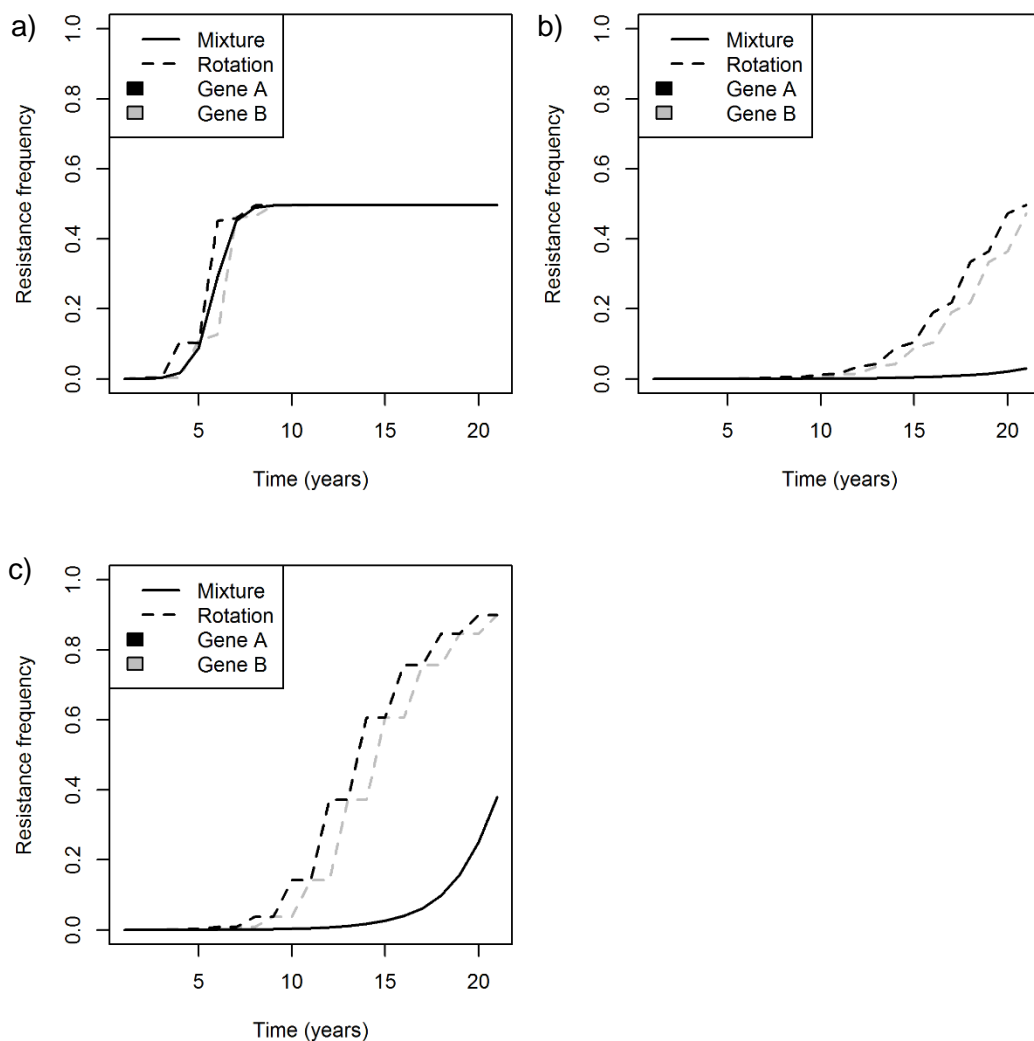 a)
Mixture
Rotation
Gene A
Gene B
Resistance frequency
0.0 0.2 0.4 0.6 0.8 1.0
5 10 15 20
Time (years)
b)
Mixture
Rotation
Gene A
Gene B
Resistance frequency
0.0 0.2 0.4 0.6 0.8 1.0
5 10 15 20
Time (years)
c)
Mixture
Rotation
Gene A
Gene B
Resistance frequency
0.0 0.2 0.4 0.6 0.8 1.0
5 10 15 20
Time (years)